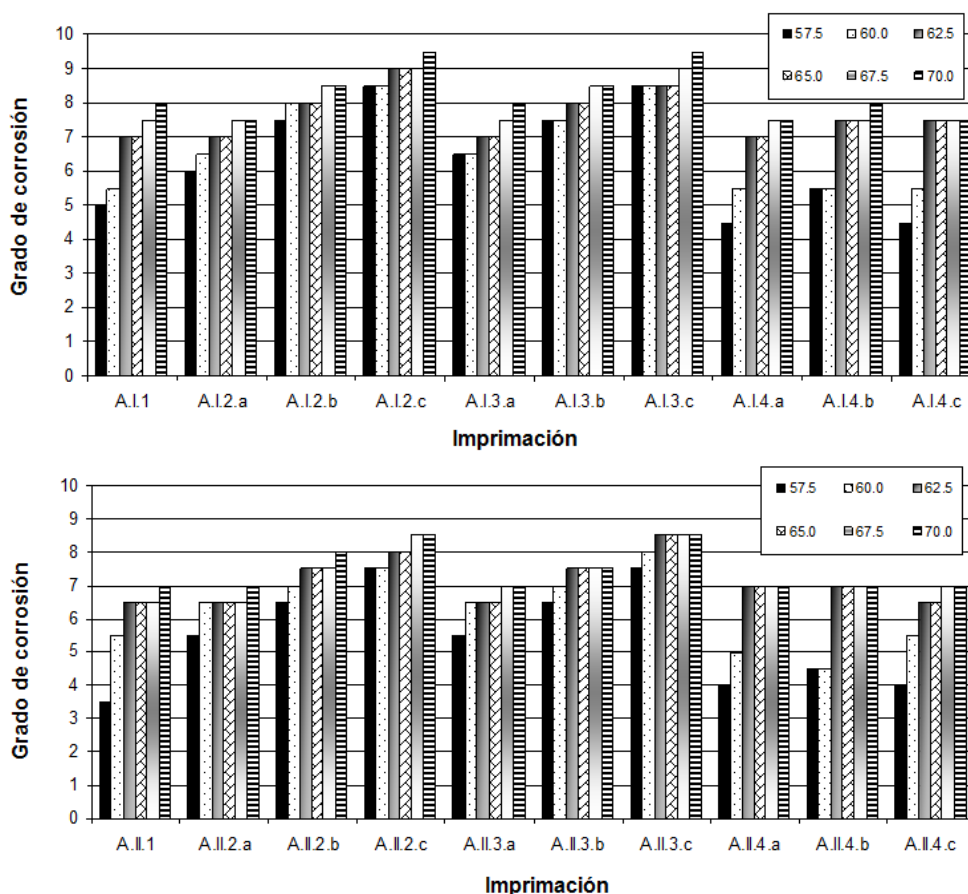 10
9
8
7
6
5
4
3
2
1
0
Grado de corrosión
57.5 60.0 62.5
65.0 67.5 70.0
A.I.1 A.I.2.a A.I.2.b A.I.2.c A.I.3.a A.I.3.b A.I.3.c A.I.4.a A.I.4.b A.I.4.c
Imprimación
10
9
8
7
6
5
4
3
2
1
0
Grado de corrosión
57.5 60.0 62.5
65.0 67.5 70.0
A.II.1 A.II.2.a A.II.2.b A.II.2.c A.II.3.a A.II.3.b A.II.3.c A.II.4.a A.II.4.b A.II.4.c
Imprimación